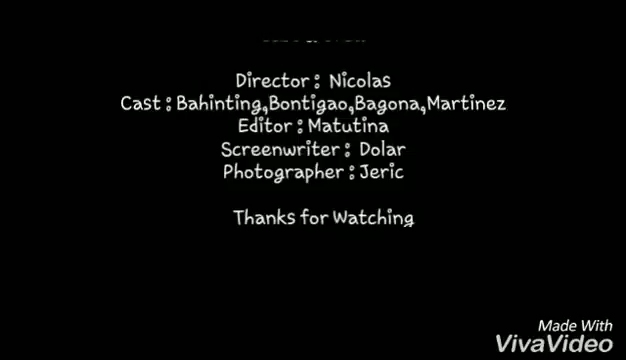 Director : Nicolas
Cast : Bahinting,Bontigao,Bagona,Martinez
Editor : Matutina
Screenwriter : Dolar
Photographer : Jeric
Thanks for Watching
Made With
VivaVideo